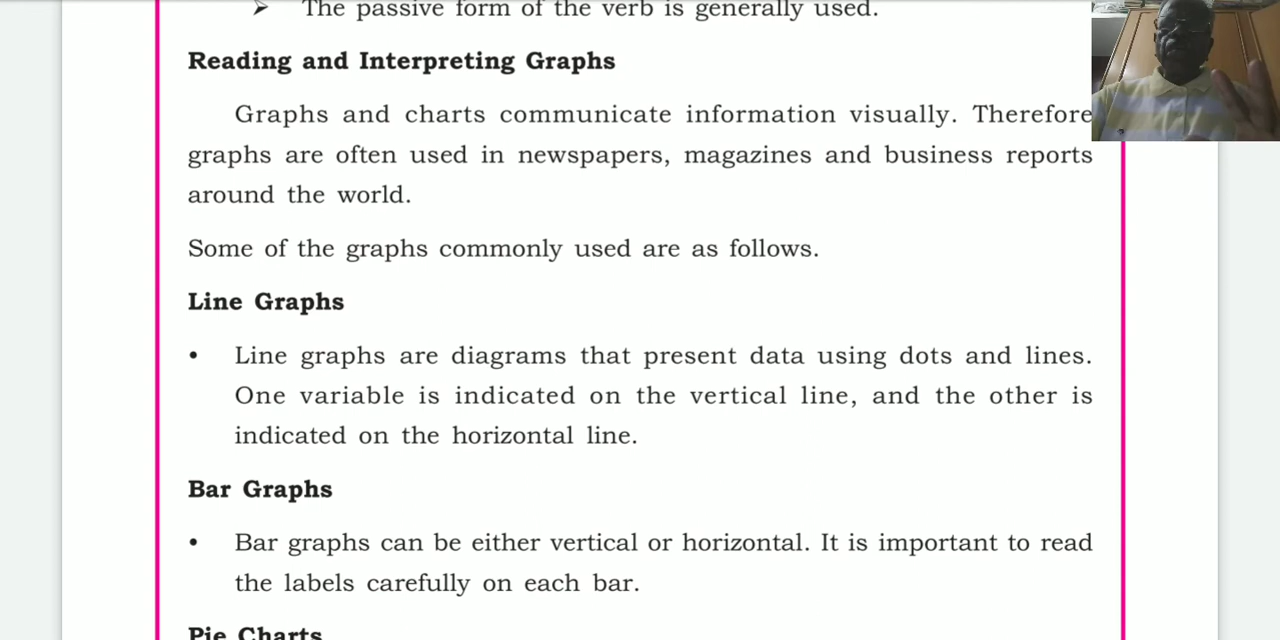 ➤ The passive form of the verb is generally used.
Reading and Interpreting Graphs
Graphs and charts communicate information visually. Therefore
graphs are often used in newspapers, magazines and business reports
around the world.
Some of the graphs commonly used are as follows.
Line Graphs
• Line graphs are diagrams that present data using dots and lines.
One variable is indicated on the vertical line, and the other is
indicated on the horizontal line.
Bar Graphs
• Bar graphs can be either vertical or horizontal. It is important to read
the labels carefully on each bar.
Pie Charts